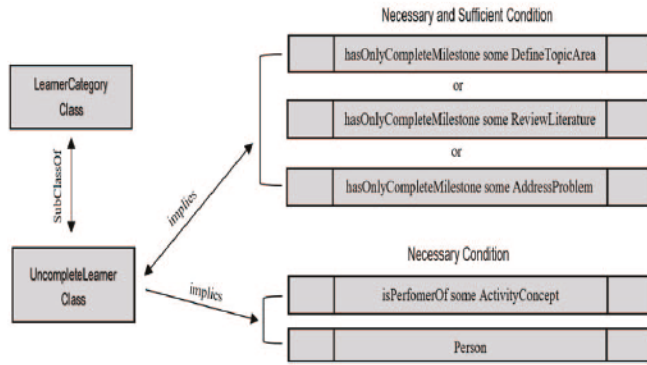 Necessary and Sufficient Condition
hasOnlyCompleteMilestone some DefineTopicArea
or
hasOnlyCompleteMilestone some ReviewLiterature
or
hasOnlyCompleteMilestone some AddressProblem
LearnerCategory
Class
SubClassOf
implies
UncompleteLearner
Class
implies
Necessary Condition
isPerfomerOf some ActivityConcept
Person